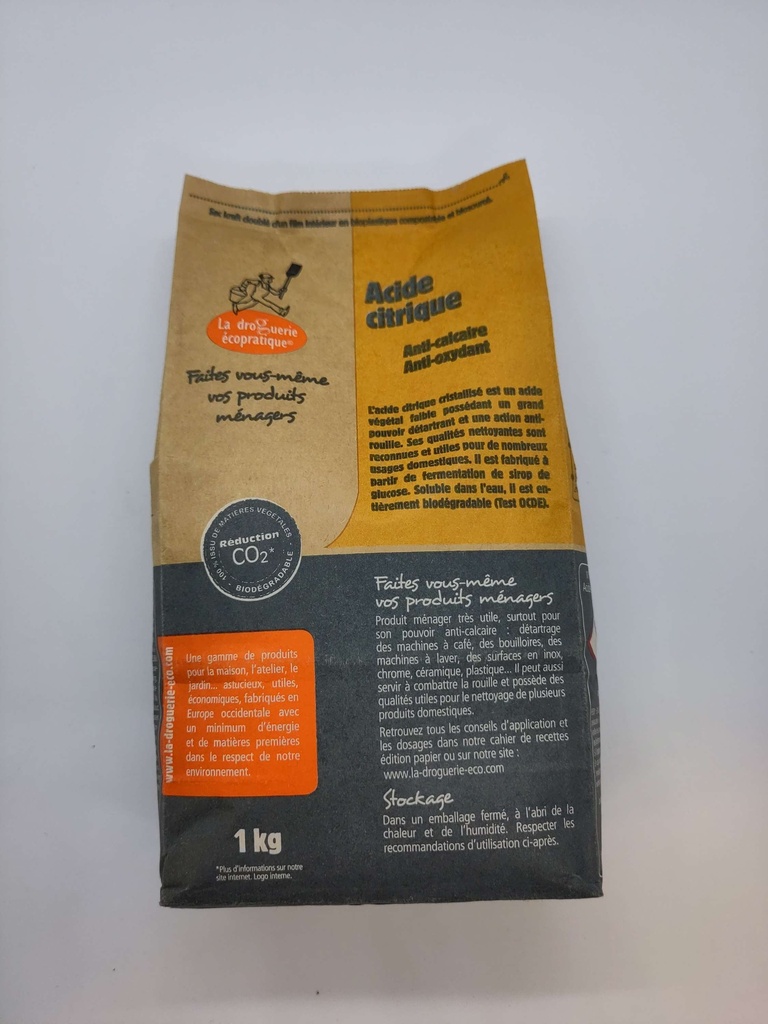 Sac kraft doublé d'un film intérieur en bioplastique compostable et biosourcé.
La droguerie
écopratique®
Faites vous-même
vos produits
ménagers
Acide
citrique
Anti-calcaire
Anti-oxydant
L'acide citrique cristallisé est un acide
végétal faible possédant un grand
pouvoir détartrant et une action anti-
rouille. Ses qualités nettoyantes sont
reconnues et utiles pour de nombreux
usages domestiques. Il est fabriqué à
partir de fermentation de sirop de
glucose. Soluble dans l'eau, il est en-
tièrement biodégradable (Test OCDE).
100 % ISSU DE MATIÈRES VÉGÉTALES - BIODÉGRADABLE -
Réduction
CO2*
Faites vous-même
vos produits ménagers
Produit ménager très utile, surtout pour
son pouvoir anti-calcaire : détartrage
des machines à café, des bouilloires, des
machines à laver, des surfaces en inox,
chrome, céramique, plastique... Il peut aussi
servir à combattre la rouille et possède des
qualités utiles pour le nettoyage de plusieurs
produits domestiques.
Retrouvez tous les conseils d'application et
les dosages dans notre cahier de recettes
édition papier ou sur notre site :
www.la-droguerie-eco.com
Stockage
Dans un emballage fermé, à l'abri de la
chaleur et de l'humidité. Respecter les
recommandations d'utilisation ci-après.
www.la-droguerie-eco.com
Une gamme de produits
pour la maison, l'atelier, le
jardin... astucieux, utiles,
économiques, fabriqués en
Europe occidentale avec
un minimum d'énergie
et de matières premières
dans le respect de notre
environnement.
1 kg
*Plus d'informations sur notre
site internet. Logo interne.